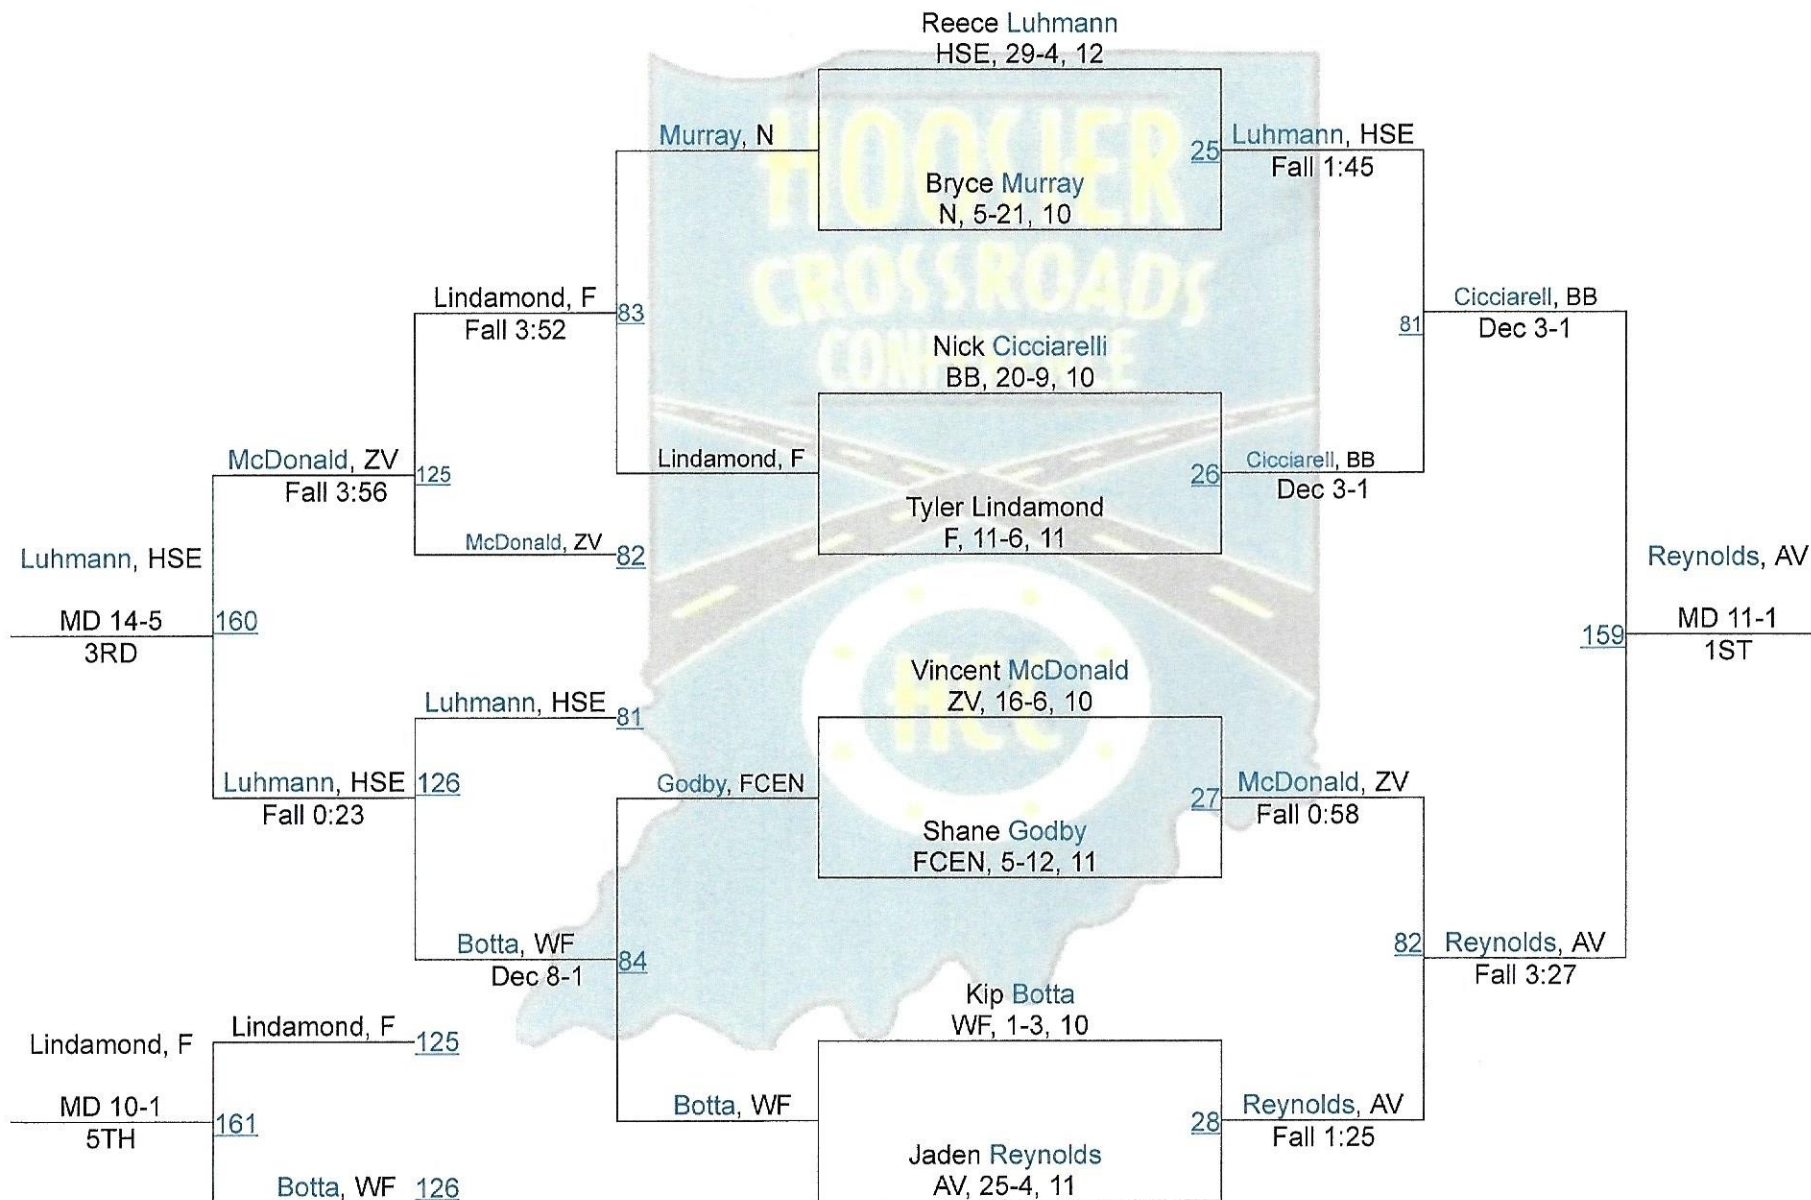 Reece Luhmann
HSE, 29-4, 12
HOOSIER
CROSSROADS
CONFERENCE
HCC
Murray, N
25
Luhmann, HSE
Fall 1:45
Bryce Murray
N, 5-21, 10
Lindamond, F
Fall 3:52
83
Nick Cicciarelli
BB, 20-9, 10
81
Cicciarell, BB
Dec 3-1
McDonald, ZV
Fall 3:56
125
Lindamond, F
26
Cicciarell, BB
Dec 3-1
Tyler Lindamond
F, 11-6, 11
McDonald, ZV
82
Luhmann, HSE
MD 14-5
3RD
160
Reynolds, AV
MD 11-1
1ST
159
Vincent McDonald
ZV, 16-6, 10
Luhmann, HSE
81
Luhmann, HSE
Fall 0:23
126
Godby, FCEN
27
McDonald, ZV
Fall 0:58
Shane Godby
FCEN, 5-12, 11
Botta, WF
Dec 8-1
84
82
Reynolds, AV
Fall 3:27
Kip Botta
WF, 1-3, 10
Lindamond, F
MD 10-1
5TH
Lindamond, F
125
161
Botta, WF
28
Reynolds, AV
Fall 1:25
Jaden Reynolds
AV, 25-4, 11
Botta, WF
126